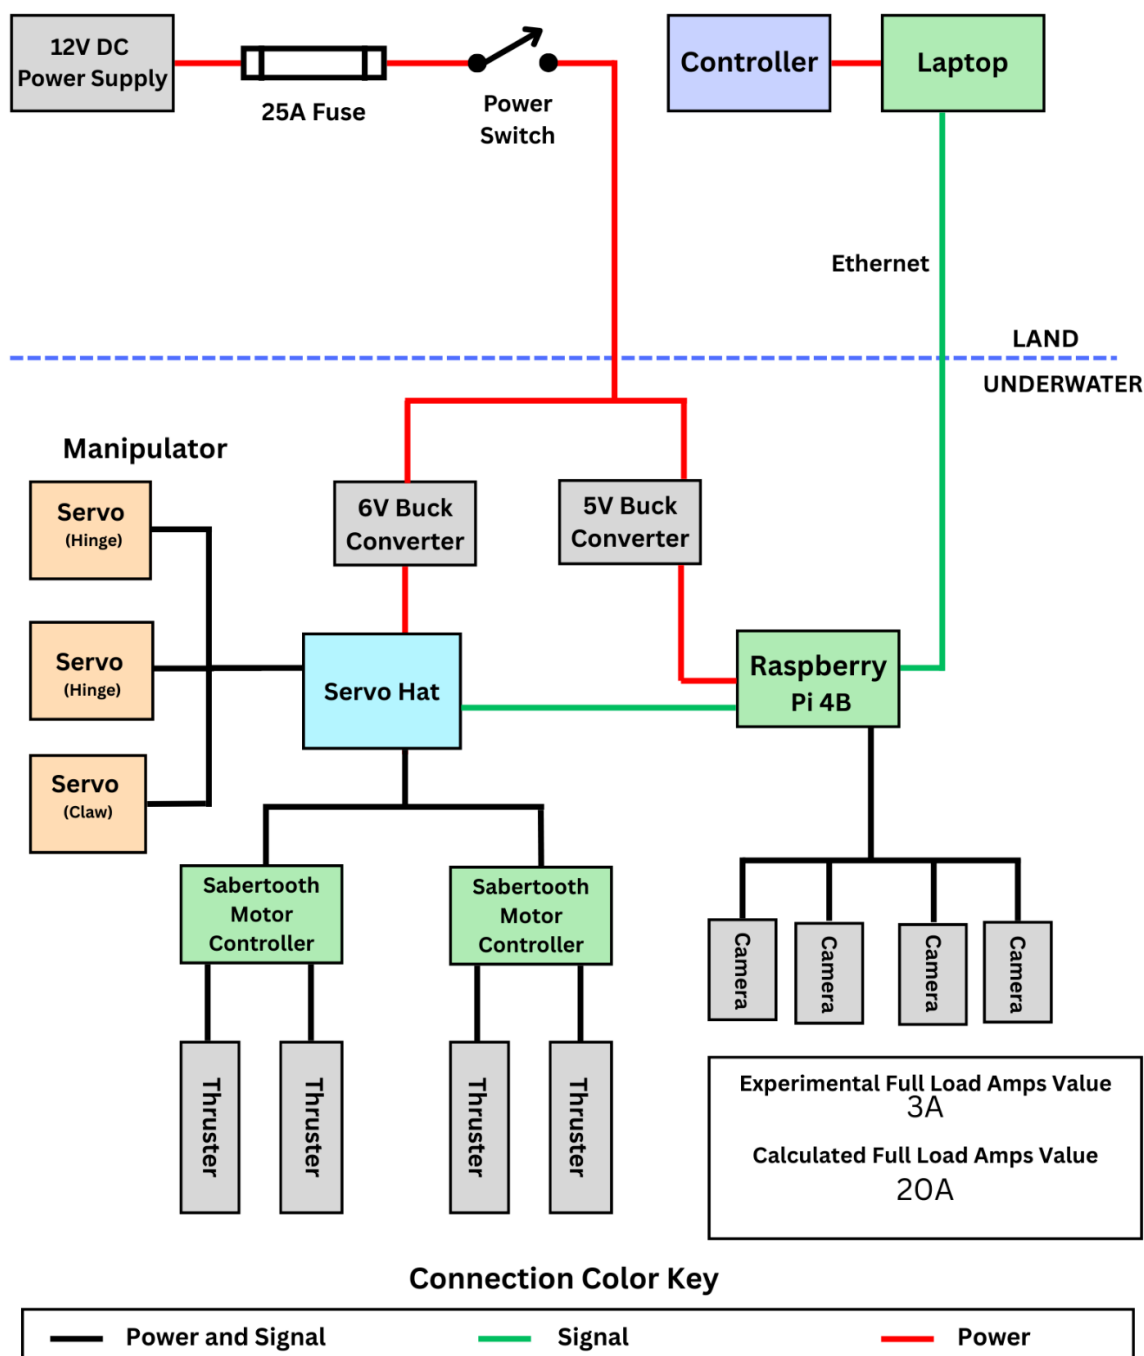 12V DC
Power Supply
25A Fuse
Power
Switch
Controller
Laptop
Ethernet
LAND
UNDERWATER
Manipulator
Servo
(Hinge)
Servo
(Hinge)
Servo
(Claw)
6V Buck
Converter
5V Buck
Converter
Servo Hat
Raspberry
Pi 4B
Sabertooth
Motor
Controller
Sabertooth
Motor
Controller
Thruster
Thruster
Thruster
Thruster
Camera
Camera
Camera
Camera
Experimental Full Load Amps Value
3A
Calculated Full Load Amps Value
20A
Connection Color Key
Power and Signal
Signal
Power